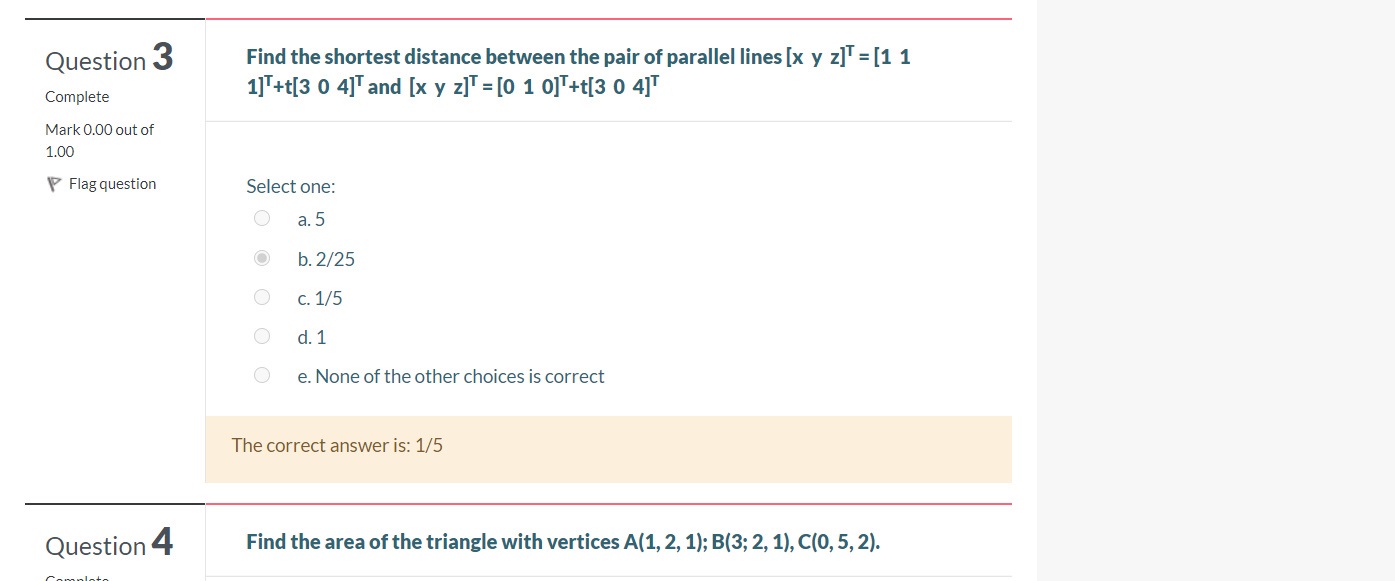 Question 3
Complete
Mark 0.00 out of
1.00
Flag question
Find the shortest distance between the pair of parallel lines [x y z]ᵀ = [1 1
1]ᵀ+t[3 0 4]ᵀ and [x y z]ᵀ = [0 1 0]ᵀ+t[3 0 4]ᵀ
Select one:
a. 5
b. 2/25
c. 1/5
d. 1
e. None of the other choices is correct
The correct answer is: 1/5
Question 4
Complete
Find the area of the triangle with vertices A(1, 2, 1); B(3; 2, 1), C(0, 5, 2).